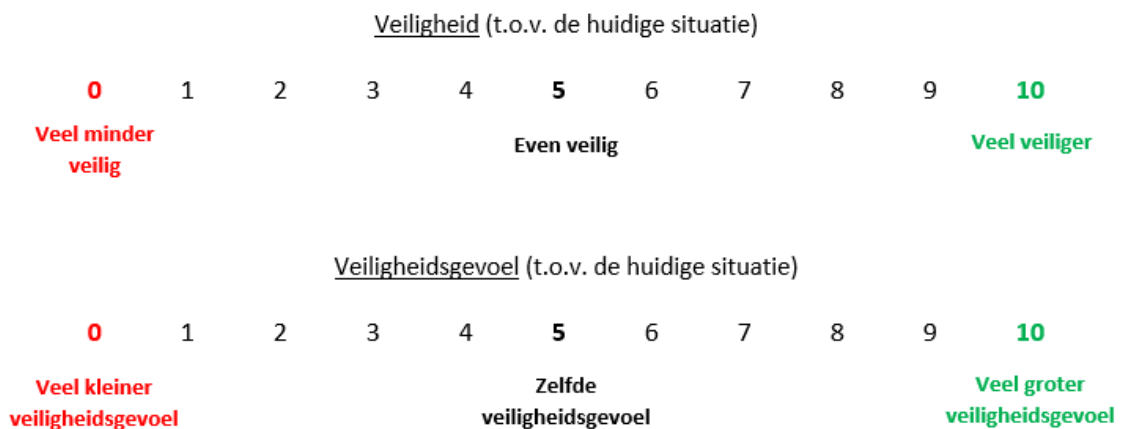 Veiligheid (t.o.v. de huidige situatie)
0 1 2 3 4 5 6 7 8 9 10
Veel minder veilig
Even veilig
Veel veiliger
Veiligheidsgevoel (t.o.v. de huidige situatie)
0 1 2 3 4 5 6 7 8 9 10
Veel kleiner
veiligheidsgevoel
Zelfde
veiligheidsgevoel
Veel groter
veiligheidsgevoel